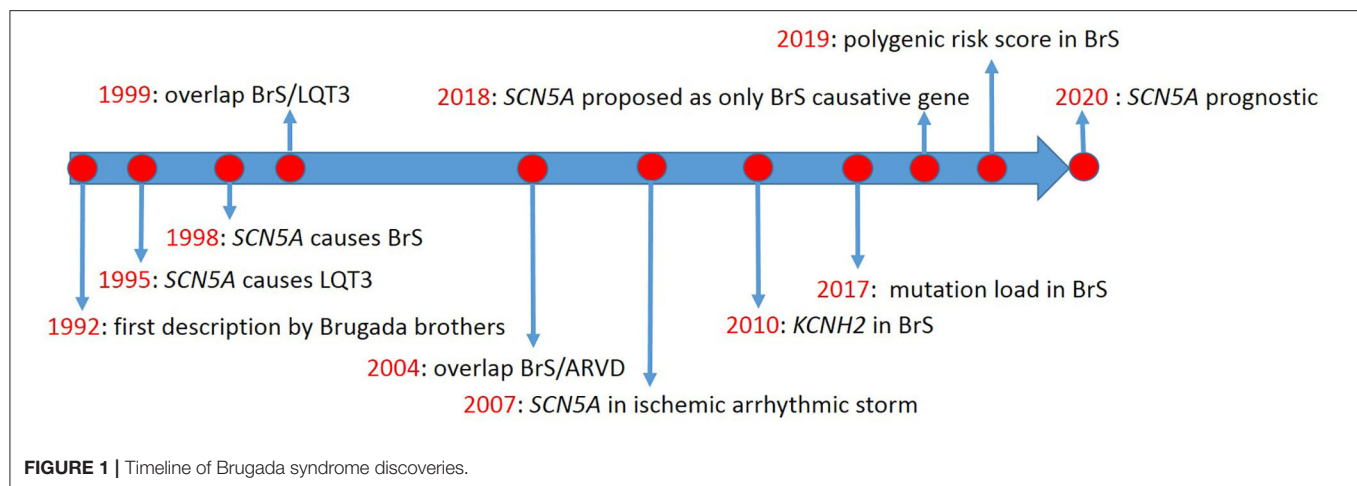 2019: polygenic risk score in BrS
1999: overlap BrS/LQT3
2018: SCN5A proposed as only BrS causative gene
2020 : SCN5A prognostic
1998: SCN5A causes BrS
1995: SCN5A causes LQT3
2017: mutation load in BrS
1992: first description by Brugada brothers
2010: KCNH2 in BrS
2004: overlap BrS/ARVD
2007: SCN5A in ischemic arrhythmic storm
FIGURE 1 | Timeline of Brugada syndrome discoveries.